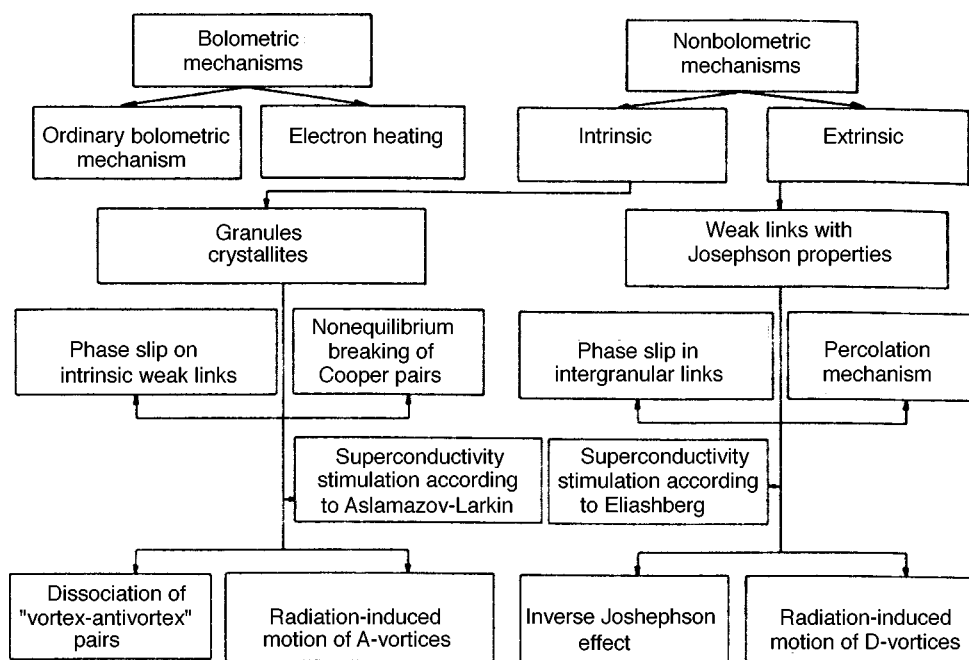 Bolometric
mechanisms
Nonbolometric
mechanisms
Ordinary bolometric
mechanism
Electron heating
Intrinsic
Extrinsic
Granules
crystallites
Weak links with
Josephson properties
Phase slip on
intrinsic weak links
Nonequilibrium
breaking of
Cooper pairs
Phase slip in
intergranular links
Percolation
mechanism
Superconductivity
stimulation according
to Aslamazov-Larkin
Superconductivity
stimulation according
to Eliashberg
Dissociation of
"vortex-antivortex"
pairs
Radiation-induced
motion of A-vortices
Inverse Joshephson
effect
Radiation-induced
motion of D-vortices